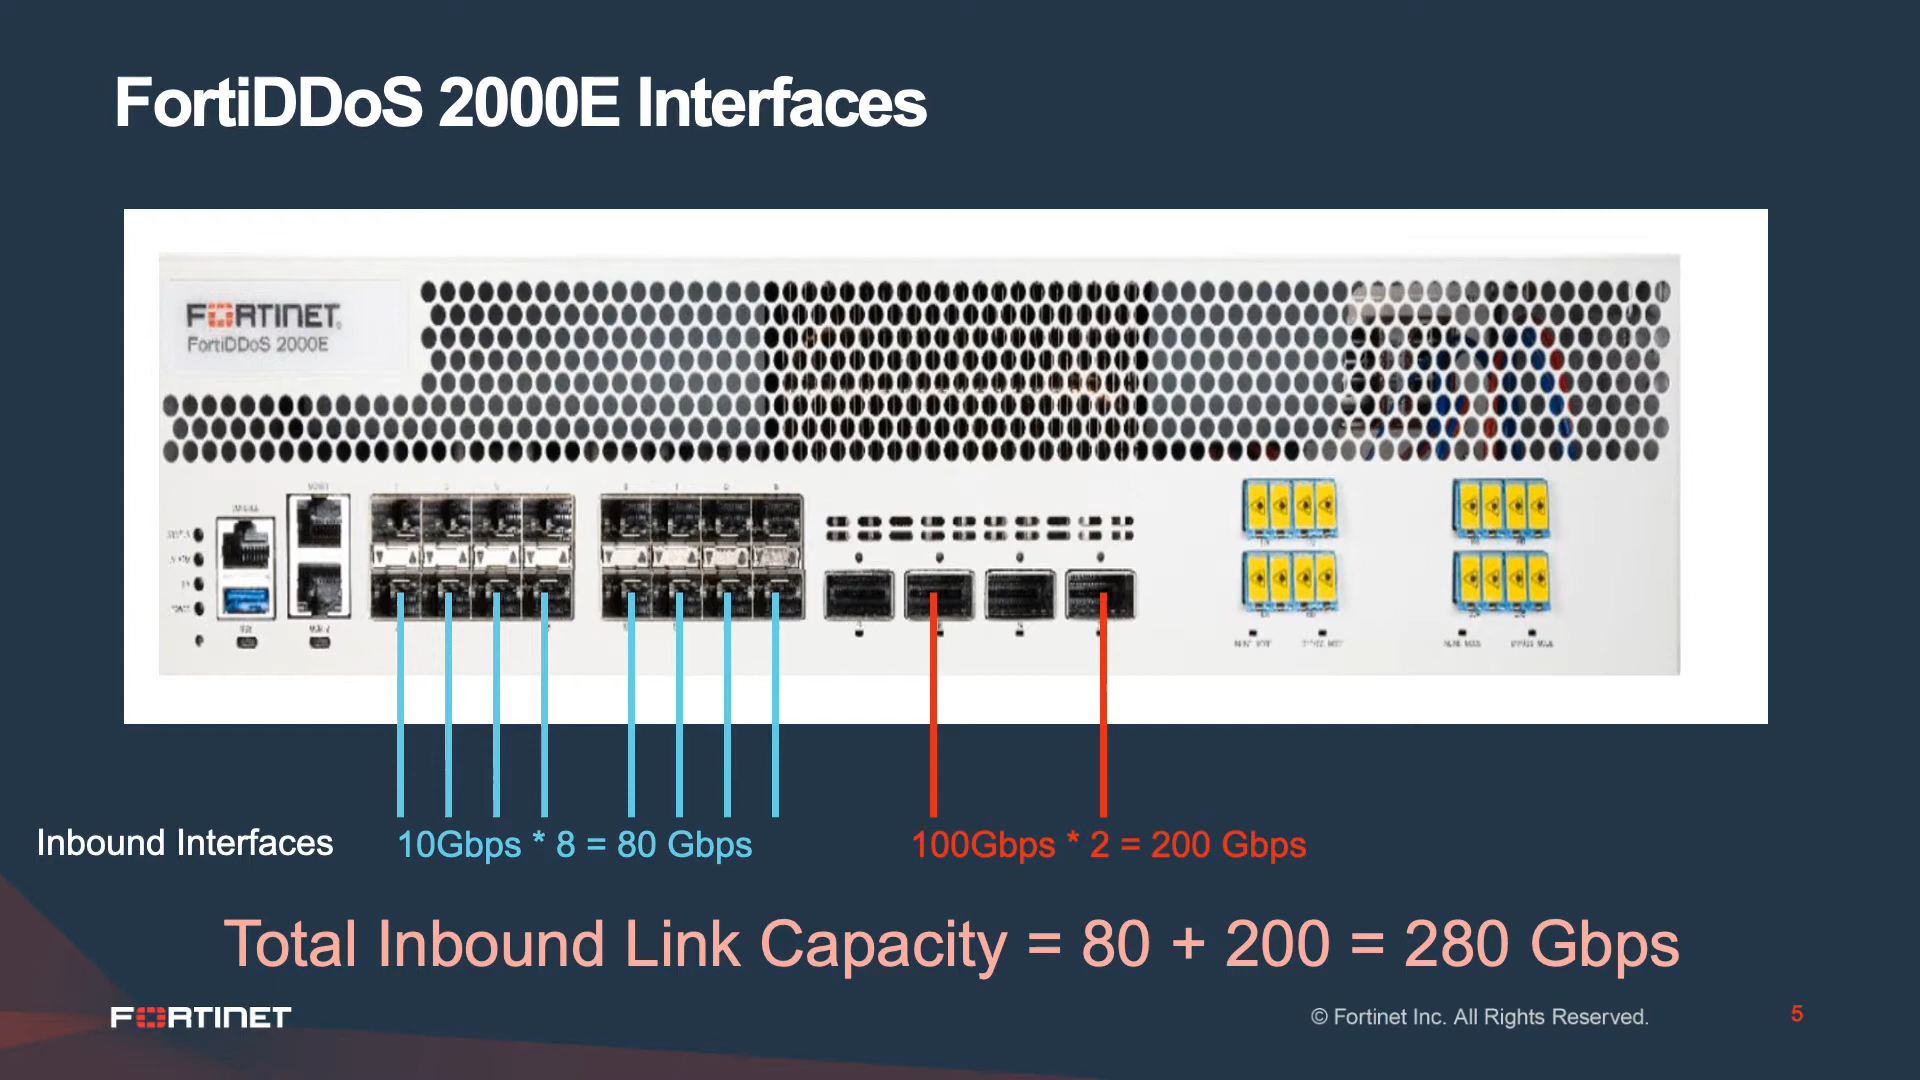 FortiDDoS 2000E Interfaces
FORTINET
FortiDDoS 2000E
Inbound Interfaces
10Gbps * 8 = 80 Gbps
100Gbps * 2 = 200 Gbps
Total Inbound Link Capacity = 80 + 200 = 280 Gbps
FORTINET
© Fortinet Inc. All Rights Reserved.
5